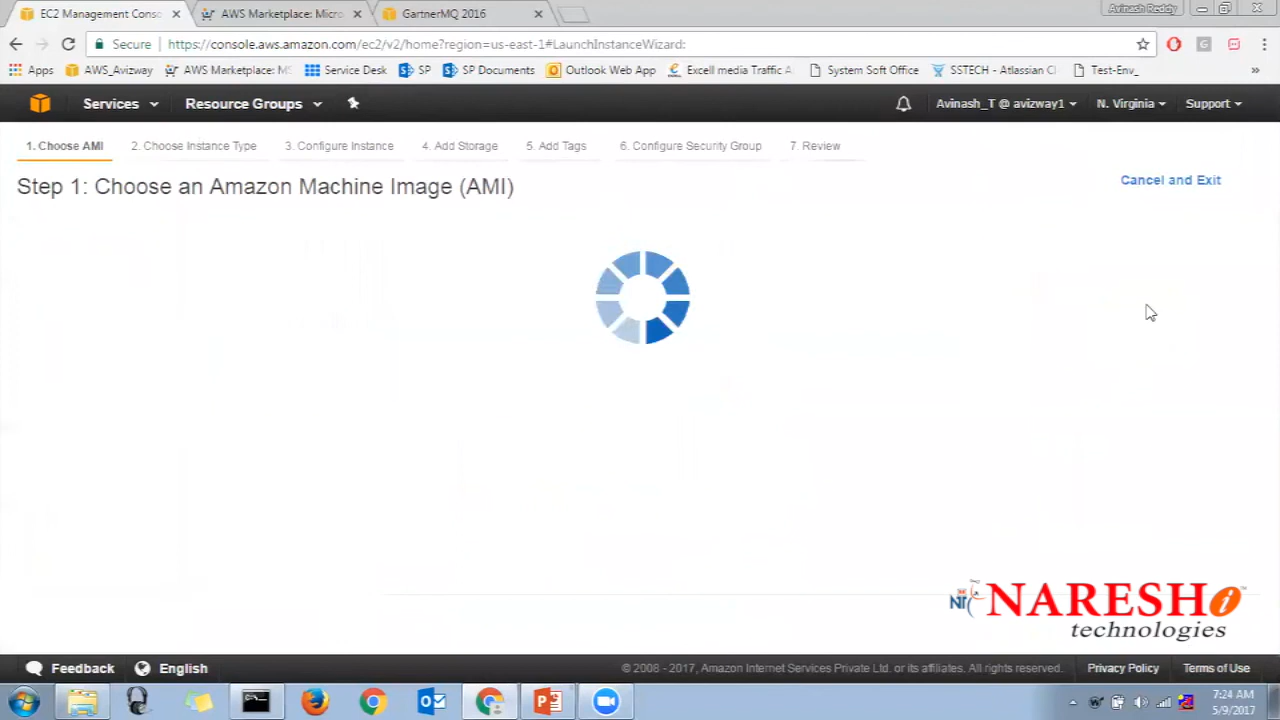 EC2 Management Conso
AWS Marketplace: Micro
GartnerMQ 2016
Avinash Reddy
Secure
https://console.aws.amazon.com/ec2/v2/home?region=us-east-1#LaunchInstanceWizard:
Apps
AWS_Avizway
AWS Marketplace: MS
Service Desk
SP
SP Documents
Outlook Web App
Excell media Traffic A
System Soft Office
SSTECH - Atlassian Cl
Test-Env_
»
Services
Resource Groups
Avinash_T @ avizway1
N. Virginia
Support
1. Choose AMI
2. Choose Instance Type
3. Configure Instance
4. Add Storage
5. Add Tags
6. Configure Security Group
7. Review
Step 1: Choose an Amazon Machine Image (AMI)
Cancel and Exit
NARESH i
technologies
Feedback
English
© 2008 - 2017, Amazon Internet Services Private Ltd. or its affiliates. All rights reserved.
Privacy Policy
Terms of Use
7:24 AM
5/9/2017